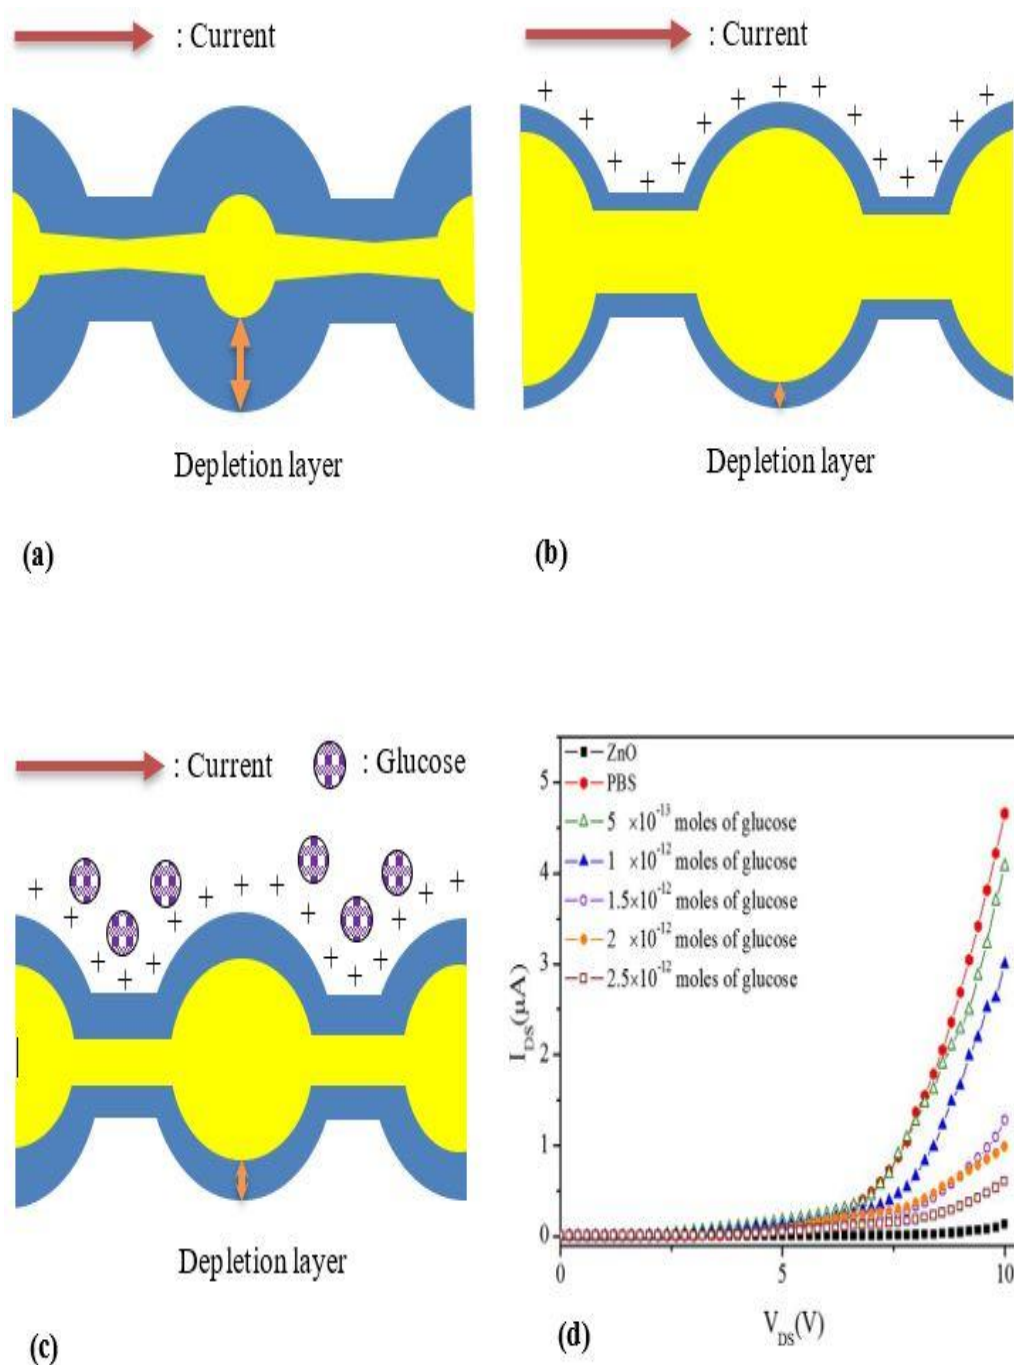 : Current
: Current
Depletion layer
Depletion layer
(a)
(b)
: Current : Glucose
+ + + + + + + + + + + + + + + + +
Depletion layer
(c)
ZnO
PBS
5 ×10⁻¹³ moles of glucose
1 ×10⁻¹² moles of glucose
1.5×10⁻¹² moles of glucose
2 ×10⁻¹² moles of glucose
2.5×10⁻¹² moles of glucose
5
4
3
2
1
0
I_DS(μA)
0 5 10
V_DS(V)
(d)